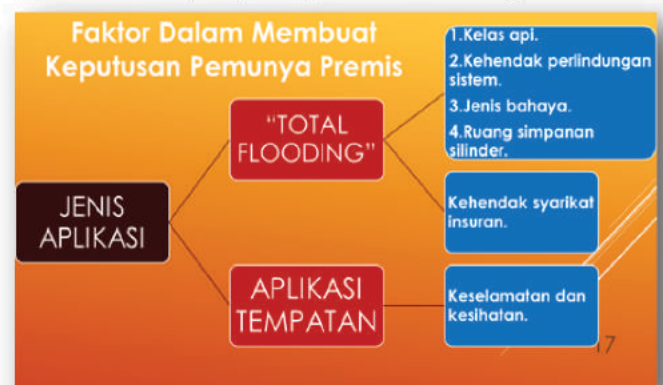 Faktor Dalam Membuat
Keputusan Pemunya Premis
JENIS
APLIKASI
“TOTAL
FLOODING”
1.Kelas api.
2.Kehendak perlindungan
sistem.
3.Jenis bahaya.
4.Ruang simpanan
silinder.
Kehendak syarikat
insuran.
APLIKASI
TEMPATAN
Keselamatan dan
kesihatan.
17